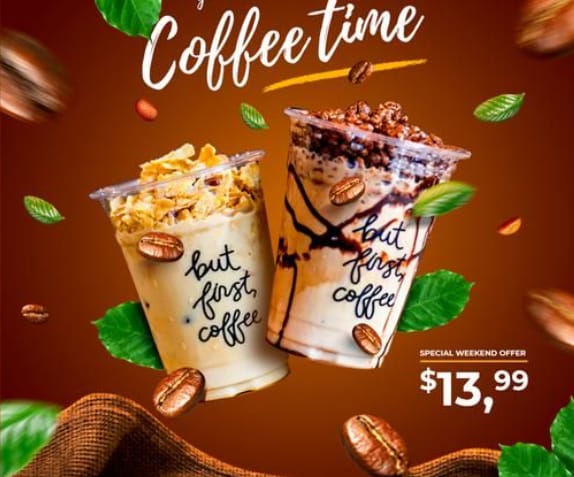 Coffee time
but
first,
coffee
but
first,
coffee
SPECIAL WEEKEND OFFER
$13,99